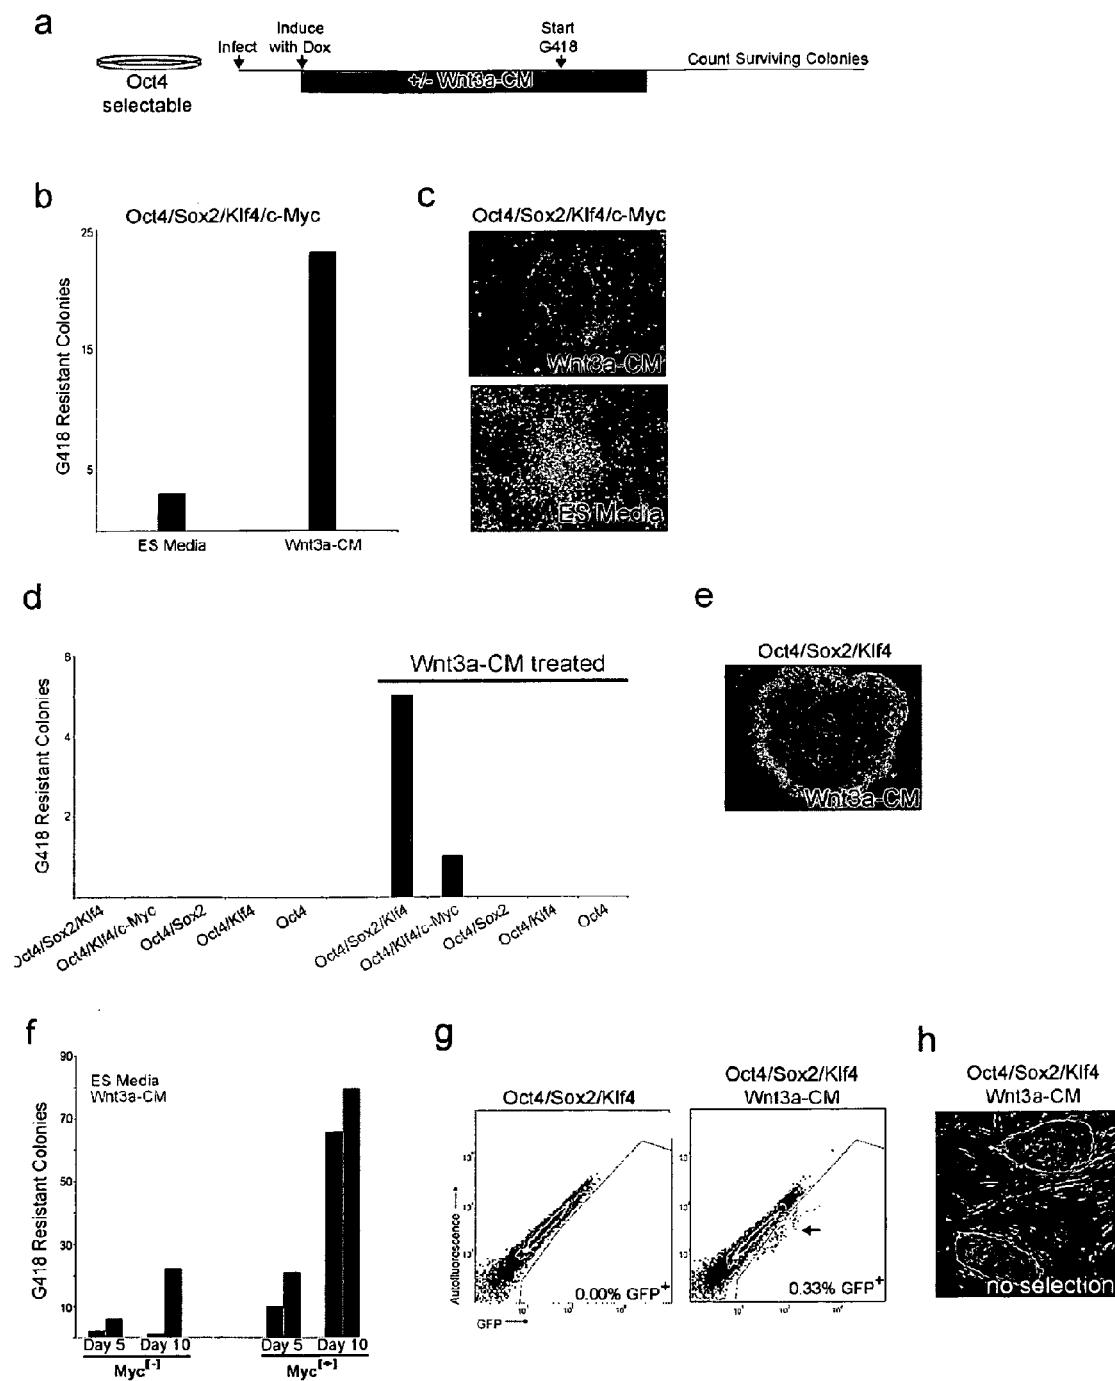 a
Infect
Induce
with Dox
Start
G418
Count Surviving Colonies
+/- Wnt3a-CM
Oct4
selectable
b
Oct4/Sox2/Klf4/c-Myc
G418 Resistant Colonies
25
15
5
ES Media
Wnt3a-CM
c
Oct4/Sox2/Klf4/c-Myc
Wnt3a-CM
ES Media
d
G418 Resistant Colonies
6
4
2
Wnt3a-CM treated
Oct4/Sox2/Klf4
Oct4/Klf4/c-Myc
Oct4/Sox2
Oct4/Klf4
Oct4
Oct4/Sox2/Klf4
Oct4/Klf4/c-Myc
Oct4/Sox2
Oct4/Klf4
Oct4
e
Oct4/Sox2/Klf4
Wnt3a-CM
f
G418 Resistant Colonies
90
70
50
30
10
ES Media
Wnt3a-CM
Day 5
Day 10
Myc[-]
Day 5
Day 10
Myc[+]
g
Oct4/Sox2/Klf4
Autofluorescence
GFP
0.00% GFP+
Oct4/Sox2/Klf4
Wnt3a-CM
0.33% GFP+
h
Oct4/Sox2/Klf4
Wnt3a-CM
no selection